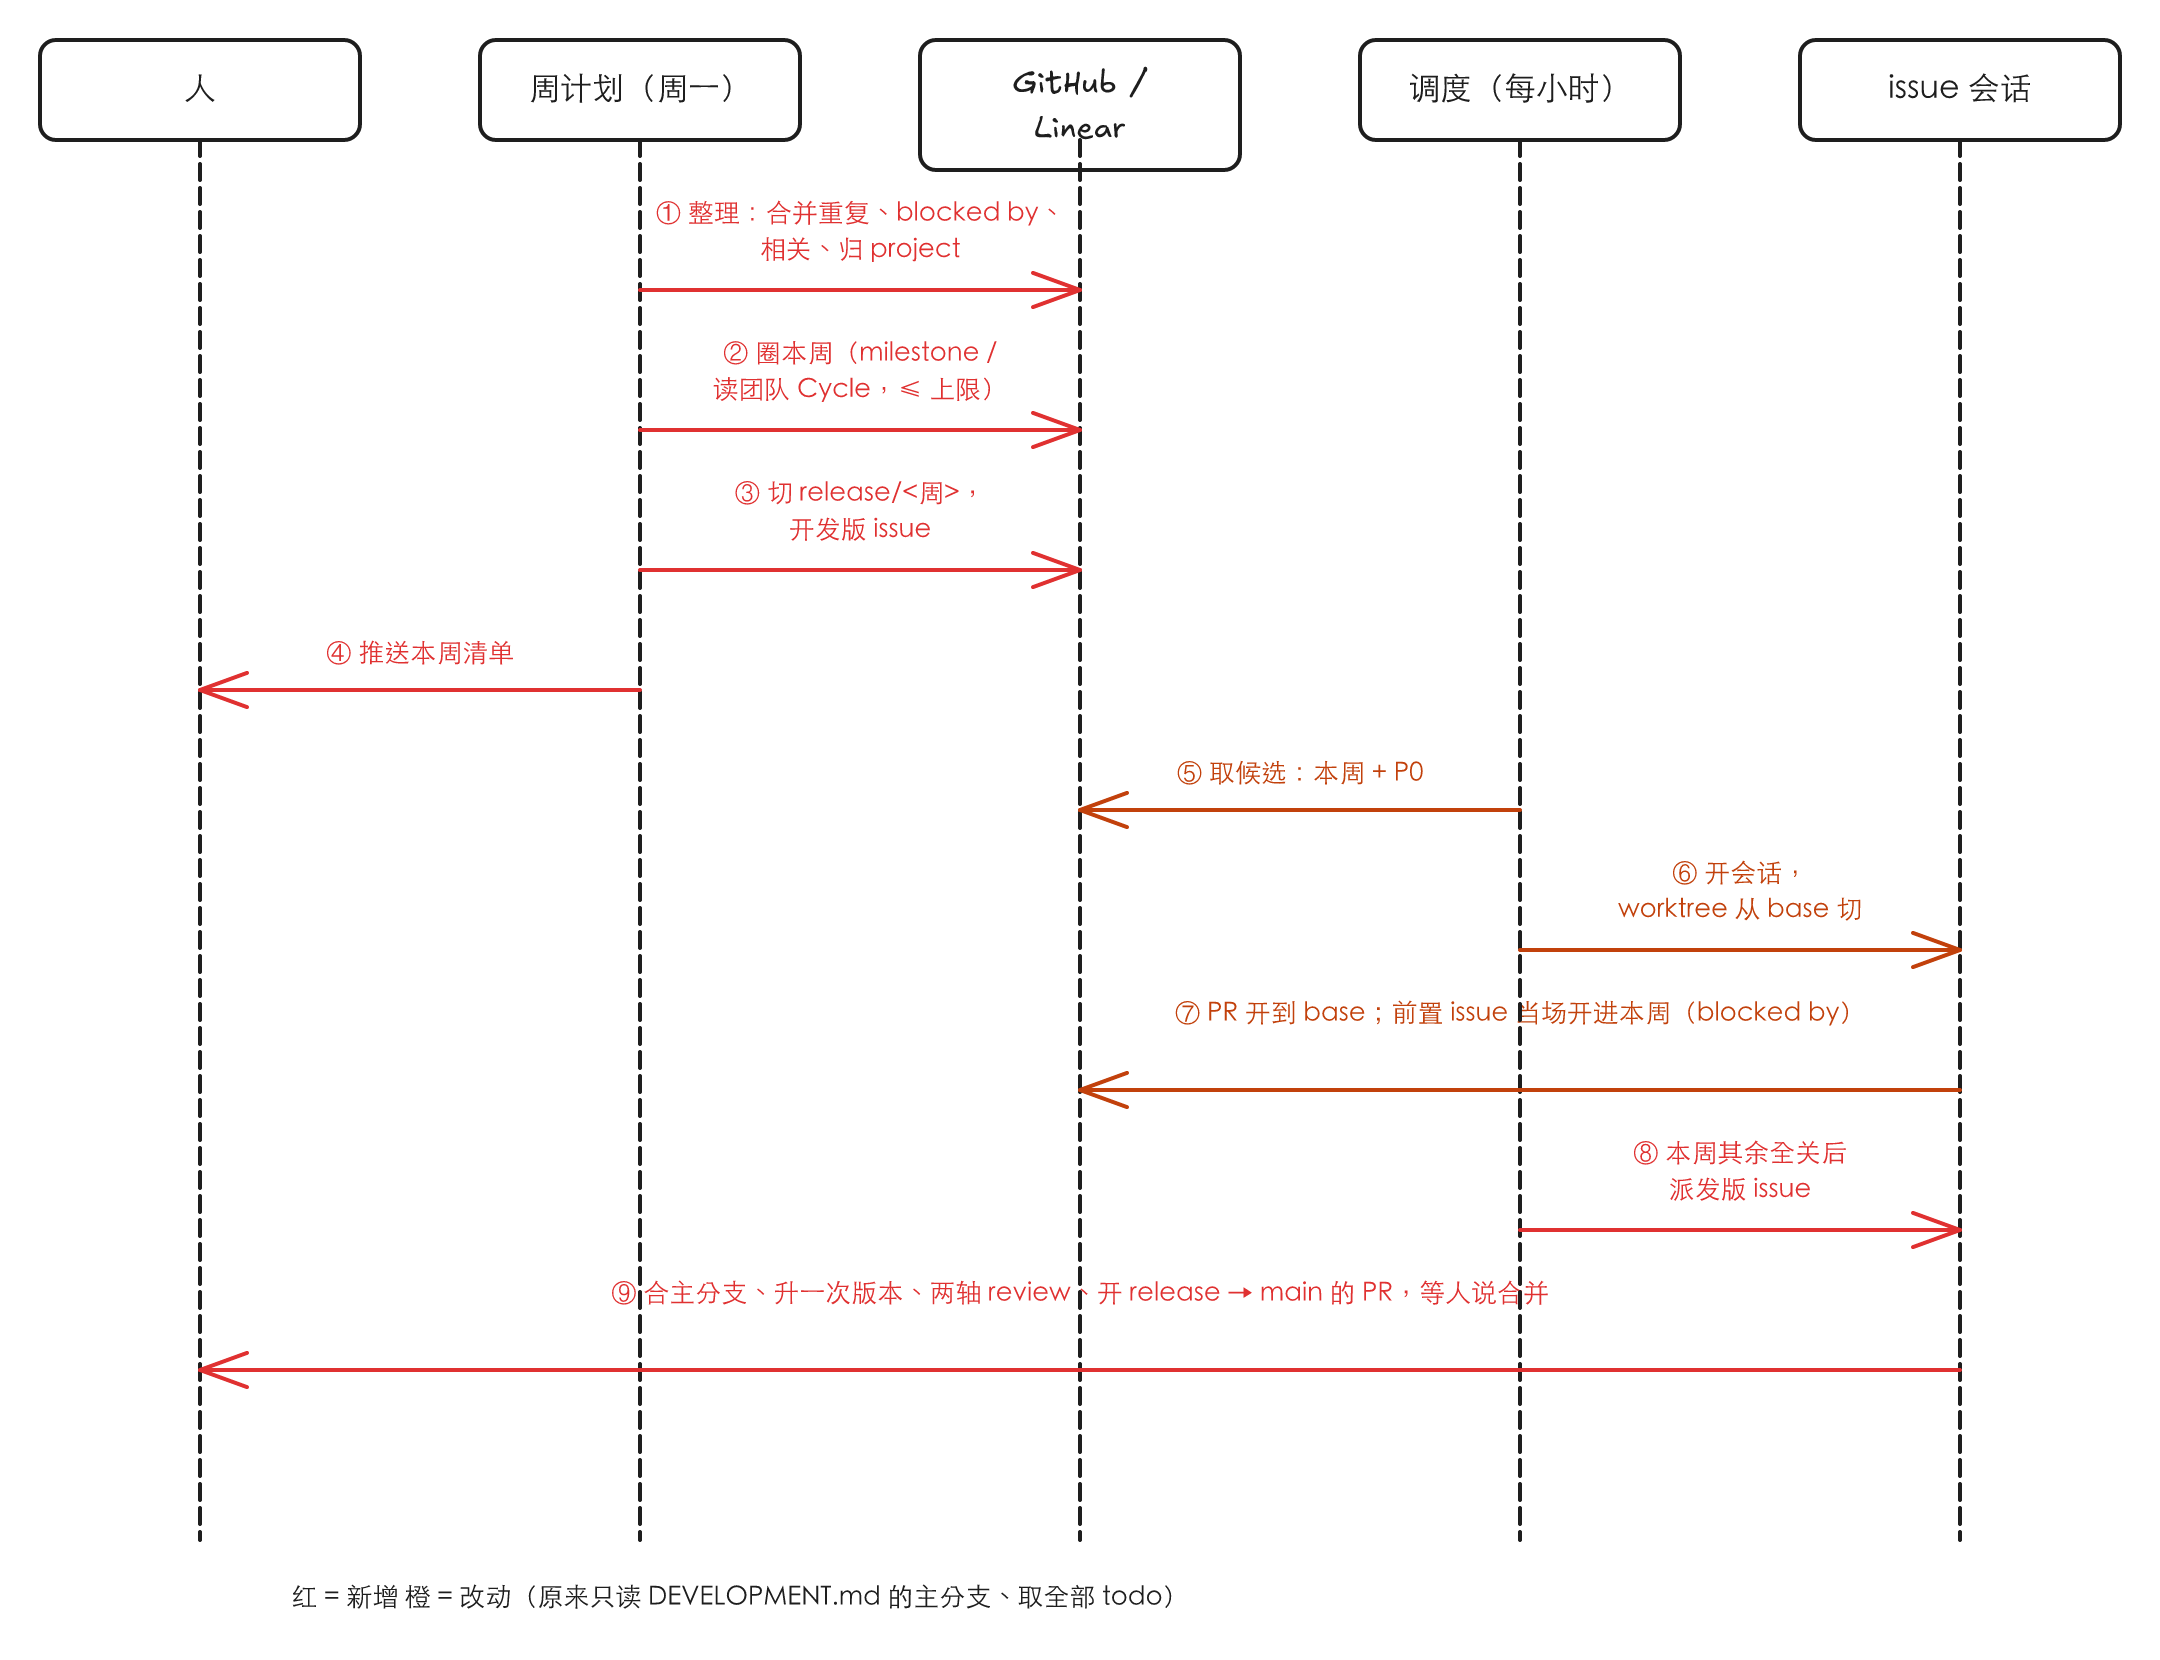 人
周计划（周一）
GitHub /
Linear
调度（每小时）
issue 会话
① 整理：合并重复、blocked by、
相关、归 project
② 圈本周（milestone /
读团队 Cycle，≤ 上限）
③ 切 release/<周>，
开发版 issue
④ 推送本周清单
⑤ 取候选：本周 + P0
⑥ 开会话，
worktree 从 base 切
⑦ PR 开到 base；前置 issue 当场开进本周（blocked by）
⑧ 本周其余全关后
派发版 issue
⑨ 合主分支、升一次版本、两轴 review、开 release → main 的 PR，等人说合并
红 = 新增 橙 = 改动（原来只读 DEVELOPMENT.md 的主分支、取全部 todo）